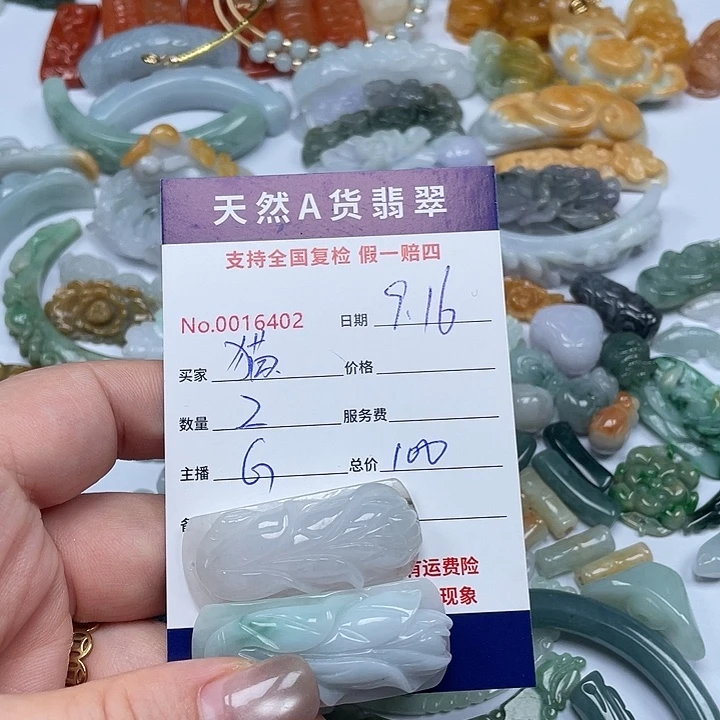 天然A货翡翠
支持全国复检 假一赔四
No.0016402 日期 9.16
买家 猫 价格
数量 2 服务费
主播 G 总价 100
有运费险
现象